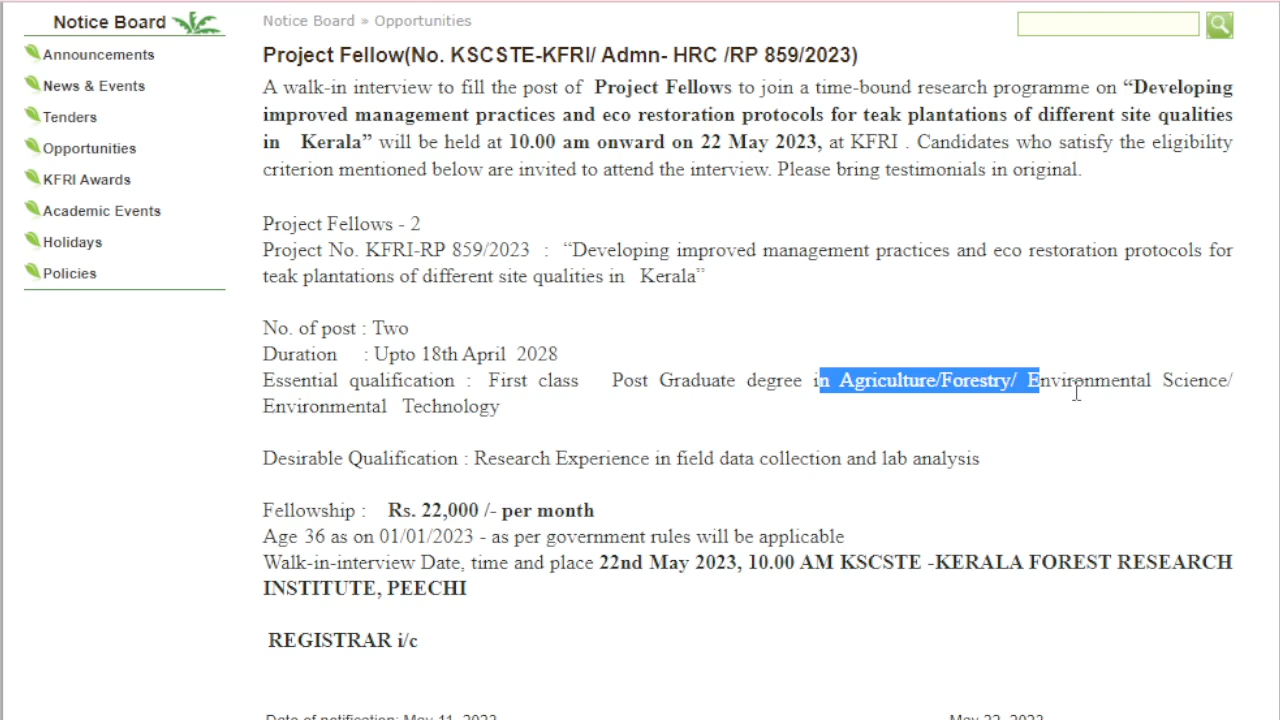 Notice Board
Announcements
News & Events
Tenders
Opportunities
KFRI Awards
Academic Events
Holidays
Policies
Notice Board » Opportunities
Project Fellow(No. KSCSTE-KFRI/ Admn- HRC /RP 859/2023)
A walk-in interview to fill the post of Project Fellows to join a time-bound research programme on “Developing
improved management practices and eco restoration protocols for teak plantations of different site qualities
in Kerala” will be held at 10.00 am onward on 22 May 2023, at KFRI . Candidates who satisfy the eligibility
criterion mentioned below are invited to attend the interview. Please bring testimonials in original.
Project Fellows - 2
Project No. KFRI-RP 859/2023 : “Developing improved management practices and eco restoration protocols for
teak plantations of different site qualities in Kerala”
No. of post : Two
Duration : Upto 18th April 2028
Essential qualification : First class Post Graduate degree in Agriculture/Forestry/ Environmental Science/
Environmental Technology
Desirable Qualification : Research Experience in field data collection and lab analysis
Fellowship : Rs. 22,000 /- per month
Age 36 as on 01/01/2023 - as per government rules will be applicable
Walk-in-interview Date, time and place 22nd May 2023, 10.00 AM KSCSTE -KERALA FOREST RESEARCH
INSTITUTE, PEECHI
REGISTRAR i/c
Date of notification: May 11, 2023 May 22, 2023